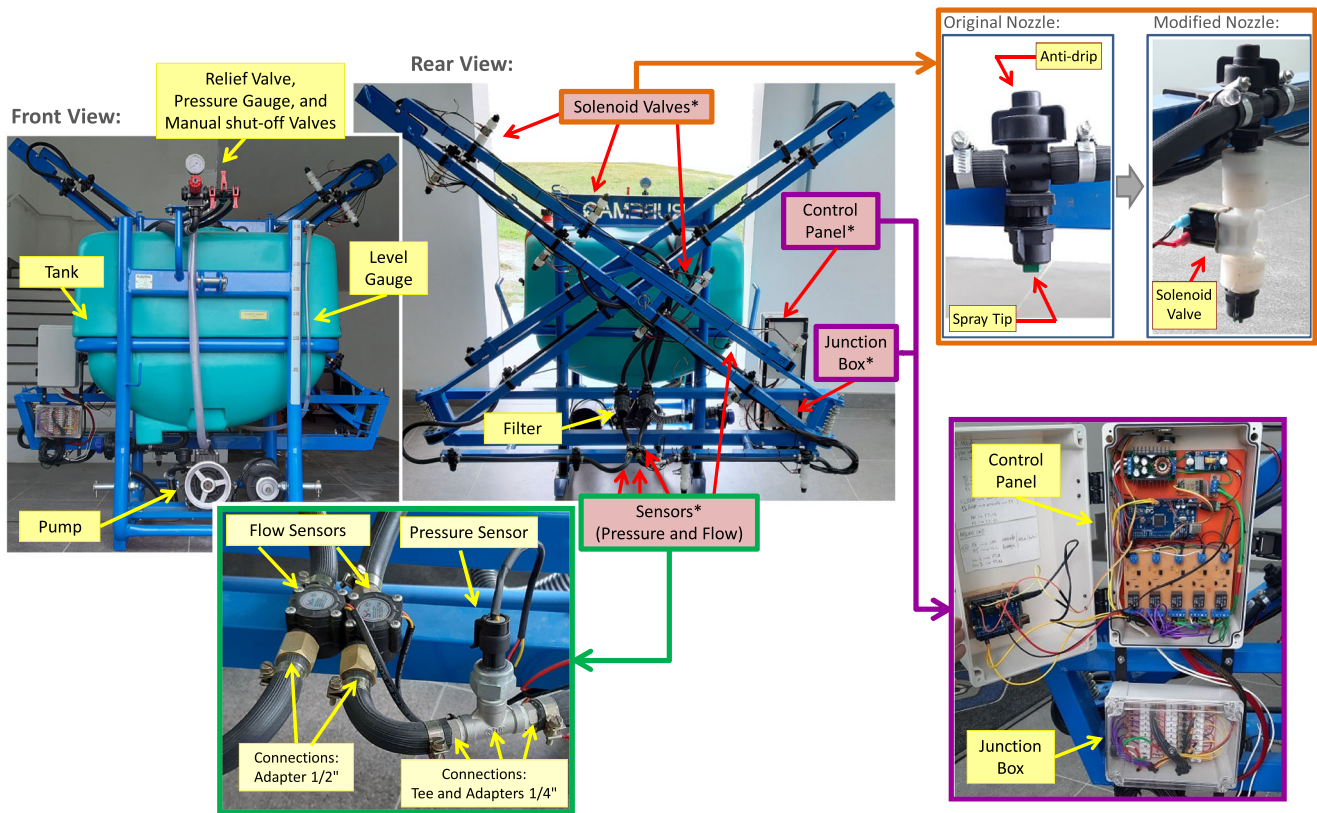 Front View:
Relief Valve,
Pressure Gauge, and
Manual shut-off Valves
Tank
Level
Gauge
Pump
Rear View:
Solenoid Valves*
Control
Panel*
Junction
Box*
Filter
Sensors*
(Pressure and Flow)
Original Nozzle:
Anti-drip
Spray Tip
Modified Nozzle:
Solenoid
Valve
Flow Sensors
Pressure Sensor
Connections:
Adapter 1/2"
Connections:
Tee and Adapters 1/4"
Control
Panel
Junction
Box